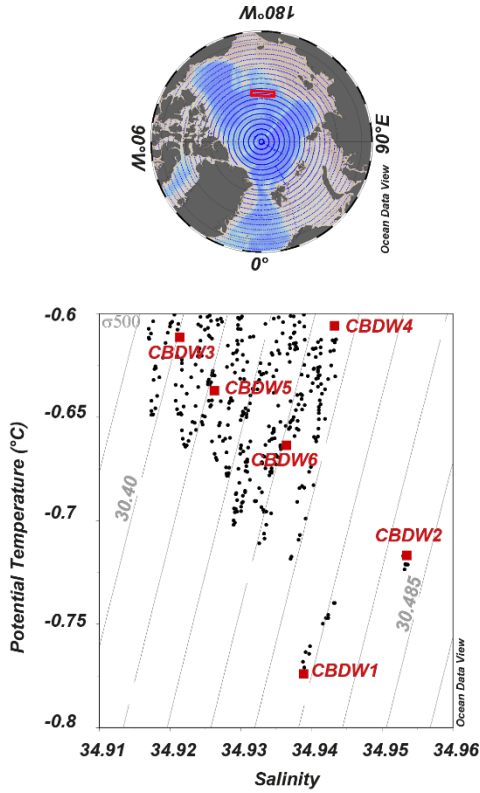 180°W
90°W
90°E
0°
Ocean Data View
σ500
-0.6
-0.65
-0.7
-0.75
-0.8
Potential Temperature (°C)
CBDW4
CBDW3
CBDW5
CBDW6
30.40
CBDW2
30.485
CBDW1
Ocean Data View
34.91
34.92
34.93
34.94
34.95
34.96
Salinity